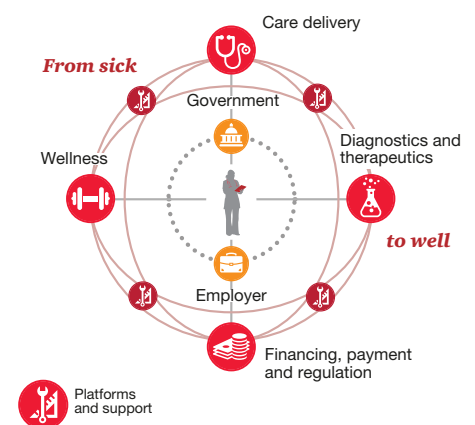 Care delivery
From sick
Government
Wellness
Diagnostics and
therapeutics
to well
Employer
Financing, payment
and regulation
Platforms
and support